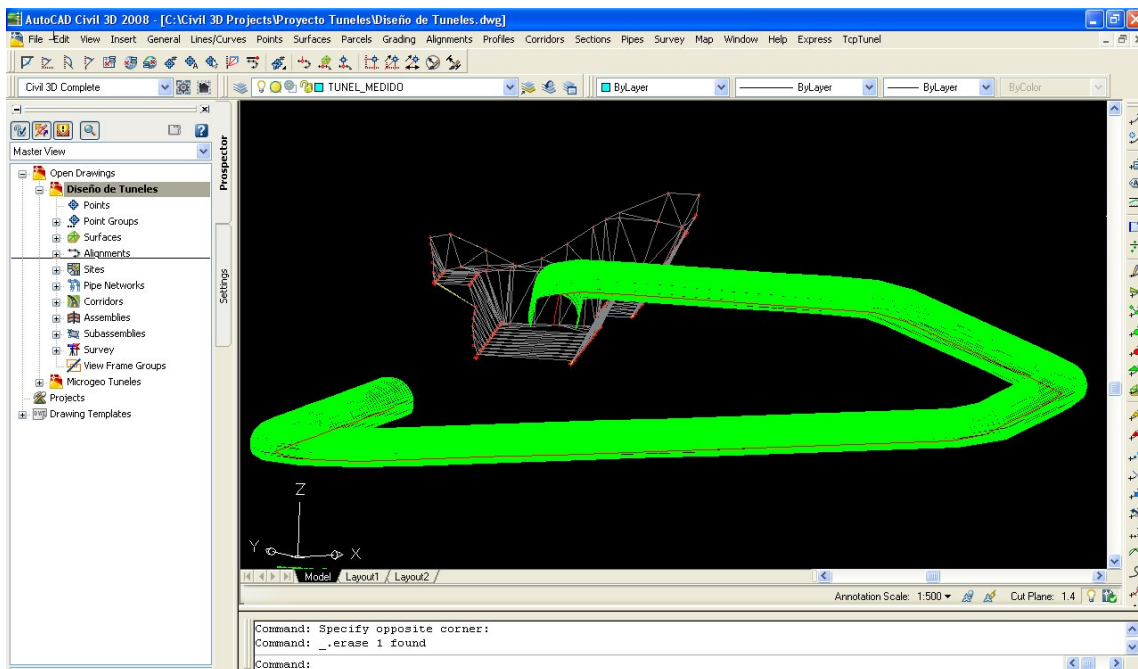 AutoCAD Civil 3D 2008 - [C:\Civil 3D Projects\Proyecto Tuneles\Diseño de Tuneles.dwg]
File Edit View Insert General Lines/Curves Points Surfaces Parcels Grading Alignments Profiles Corridors Sections Pipes Survey Map Window Help Express TcpTunel
Civil 3D Complete TUNEL_MEDIDO ByLayer ByLayer ByLayer ByColor
Master View
Prospector
Settings
Open Drawings
Diseño de Tuneles
Points
Point Groups
Surfaces
Alignments
Sites
Pipe Networks
Corridors
Assemblies
Subassemblies
Survey
View Frame Groups
Microgeo Tuneles
Projects
Drawing Templates
Z
Y X
Model Layout1 Layout2
Annotation Scale: 1:500 Cut Plane: 1.4
Command: Specify opposite corner:
Command: _.erase 1 found
Command: